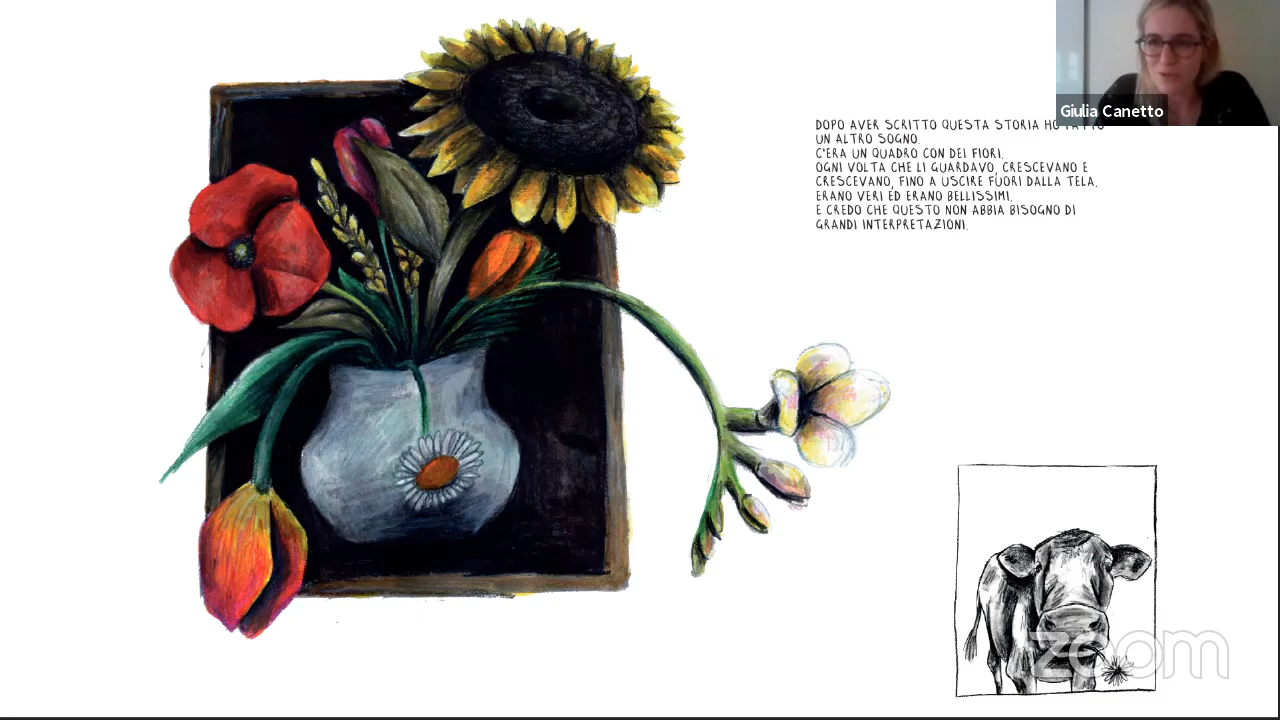 Giulia Canetto
DOPO AVER SCRITTO QUESTA STORIA HO FATTO
UN ALTRO SOGNO.
C'ERA UN QUADRO CON DEI FIORI.
OGNI VOLTA CHE LI GUARDAVO, CRESCEVANO E
CRESCEVANO, FINO A USCIRE FUORI DALLA TELA.
ERANO VERI ED ERANO BELLISSIMI.
E CREDO CHE QUESTO NON ABBIA BISOGNO DI
GRANDI INTERPRETAZIONI.
zoom